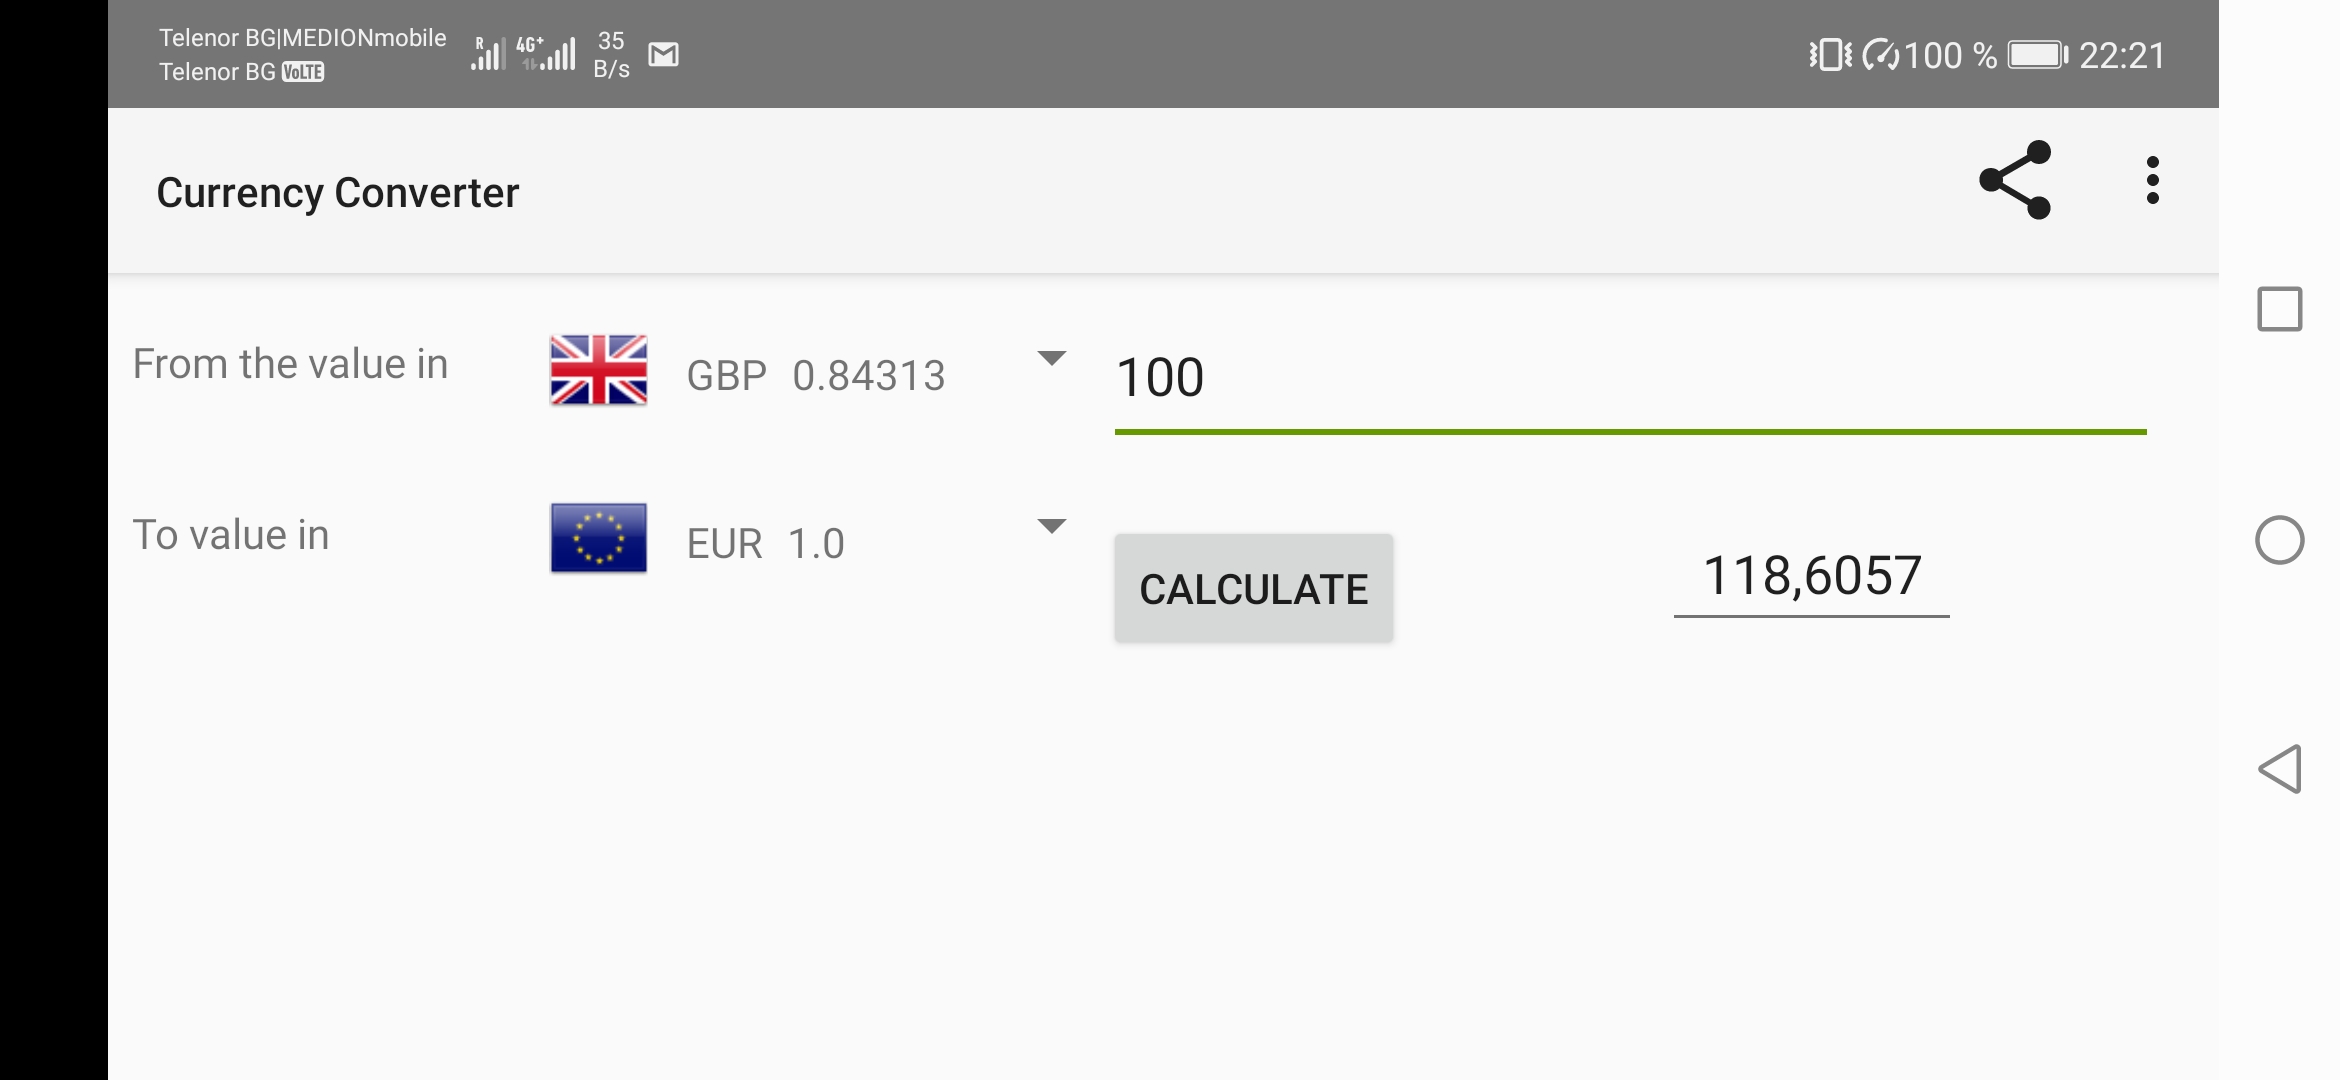 Telenor BG|MEDIONmobile
Telenor BG VoLTE
R 4G+ 35 B/s
100 % 22:21
Currency Converter
From the value in GBP 0.84313 100
To value in EUR 1.0 CALCULATE 118,6057